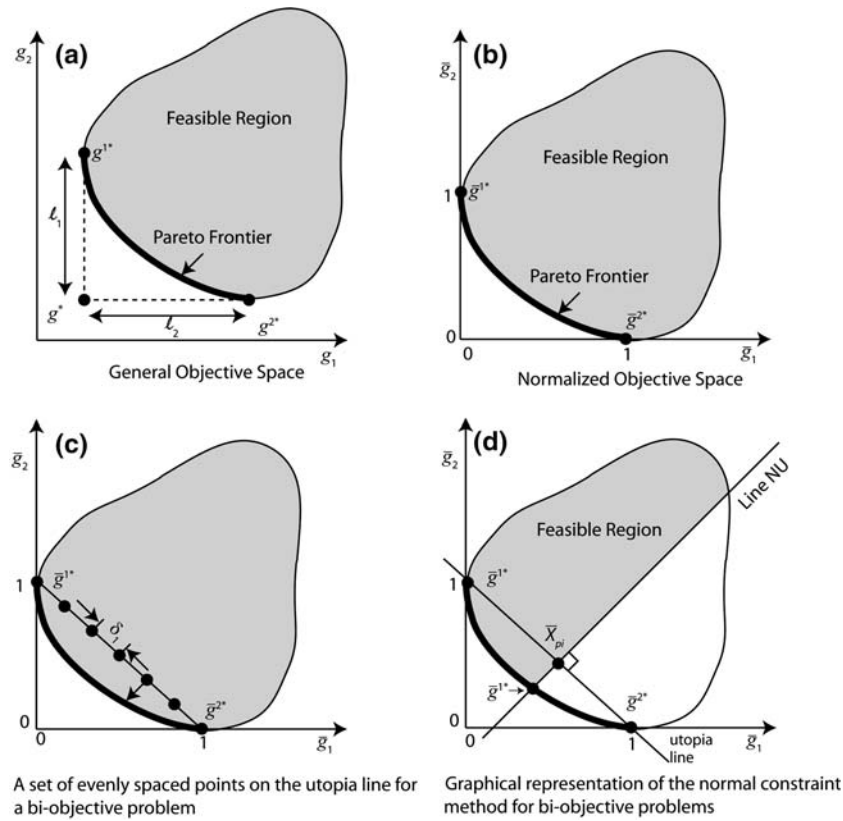 (a)
g₂
Feasible Region
g¹*
ℓ₁
Pareto Frontier
g*
ℓ₂
g²*
g₁
General Objective Space
(b)
ḡ₂
Feasible Region
1
ḡ¹*
Pareto Frontier
ḡ²*
0
0
1
ḡ₁
Normalized Objective Space
(c)
ḡ₂
1
ḡ¹*
δ₁
ḡ²*
0
0
1
ḡ₁
A set of evenly spaced points on the utopia line for
a bi-objective problem
(d)
ḡ₂
Line NU
Feasible Region
1
ḡ¹*
X̄ₚᵢ
ḡ¹*
ḡ²*
0
0
1
ḡ₁
utopia
line
Graphical representation of the normal constraint
method for bi-objective problems